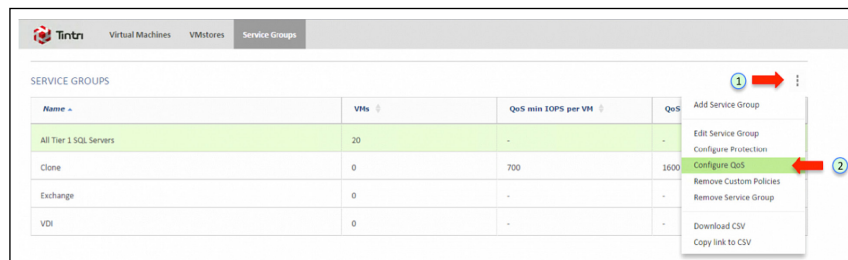 Tintri Virtual Machines VMstores Service Groups
SERVICE GROUPS 1
Name VMs QoS min IOPS per VM QoS
Add Service Group
All Tier 1 SQL Servers 20 - -
Edit Service Group
Configure Protection
Clone 0 700 1600
Configure QoS 2
Remove Custom Policies
Exchange 0 - -
Remove Service Group
VDI 0 - -
Download CSV
Copy link to CSV